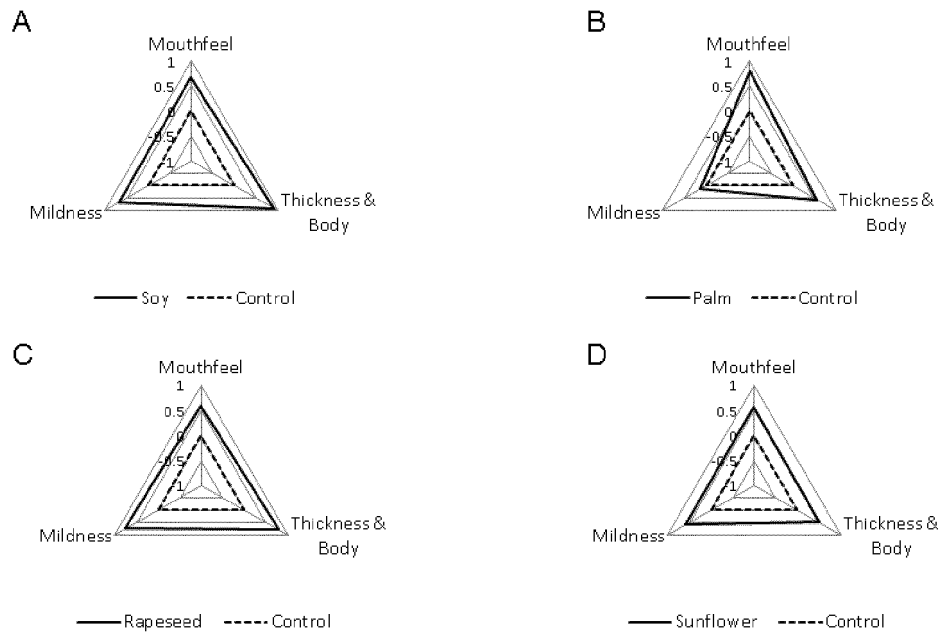 A
Mouthfeel
1
0.5
0
-0.5
-1
Mildness
Thickness &
Body
Soy
Control
B
Mouthfeel
1
0.5
0
-0.5
-1
Mildness
Thickness &
Body
Palm
Control
C
Mouthfeel
1
0.5
0
-0.5
-1
Mildness
Thickness &
Body
Rapeseed
Control
D
Mouthfeel
1
0.5
0
-0.5
-1
Mildness
Thickness &
Body
Sunflower
Control